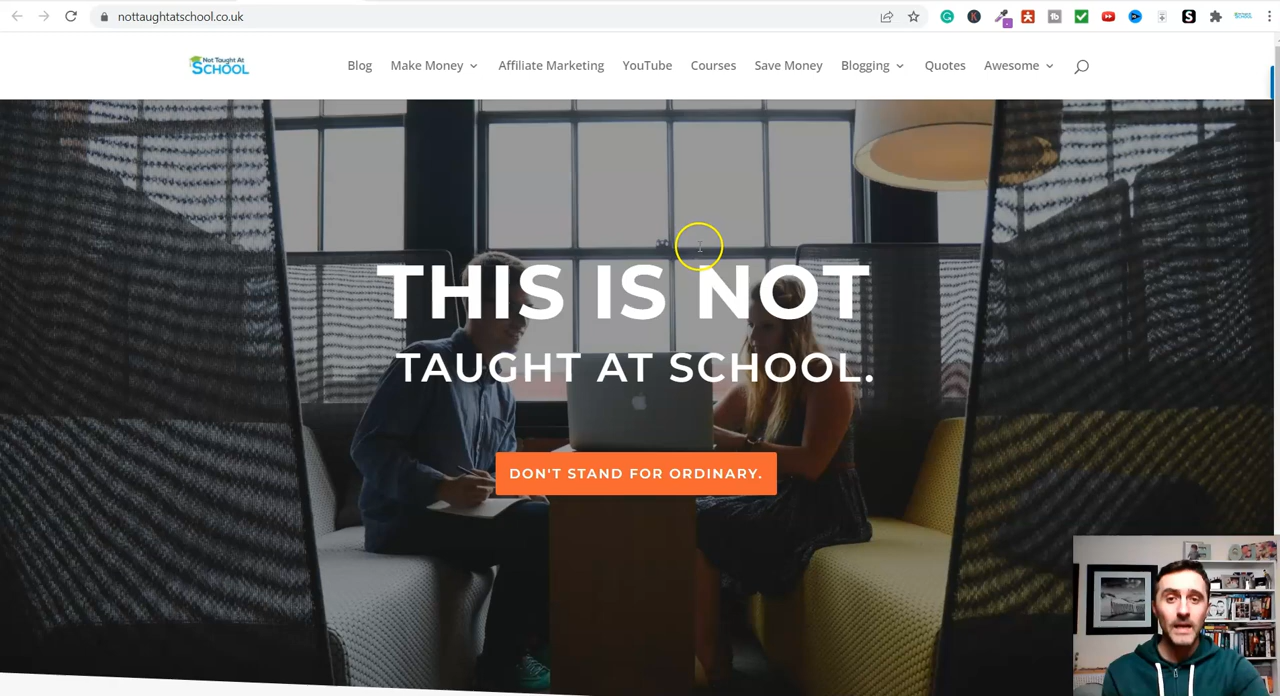 nottaughtatschool.co.uk
Not Taught At
SCHOOL
Blog
Make Money
Affiliate Marketing
YouTube
Courses
Save Money
Blogging
Quotes
Awesome
THIS IS NOT
TAUGHT AT SCHOOL.
DON'T STAND FOR ORDINARY.